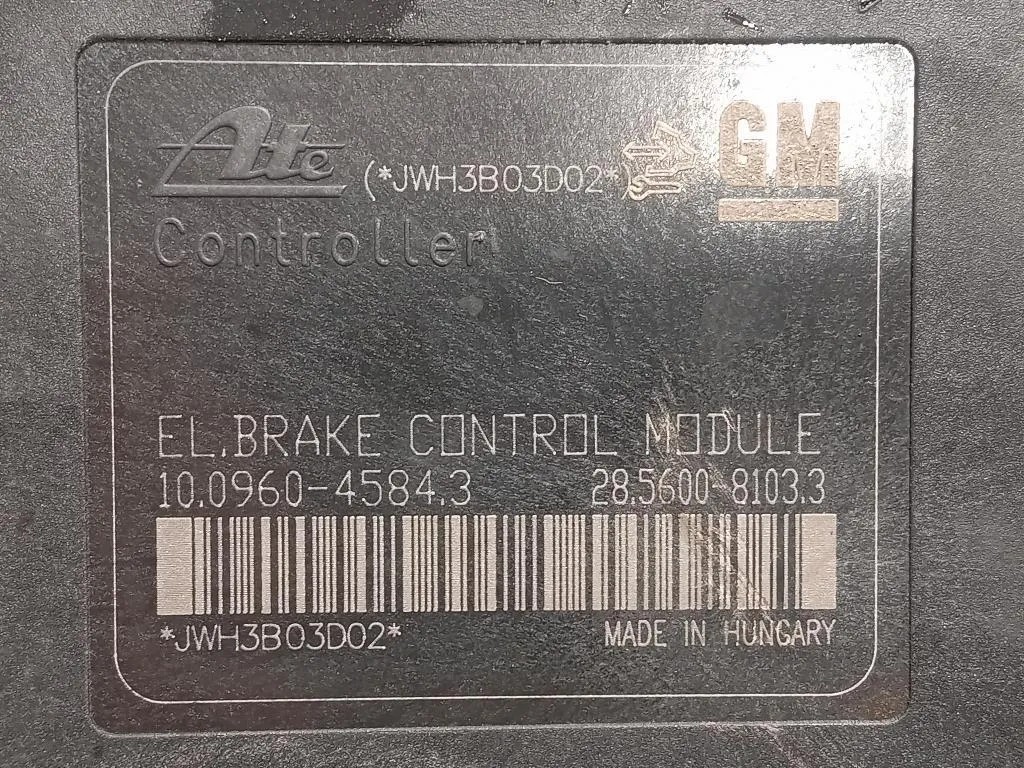 Ate (*JWH3B03D02*) GM
Controller
EL.BRAKE CONTROL MODULE
10.0960-4584.3 28.5600-8103.3
*JWH3B03D02* MADE IN HUNGARY